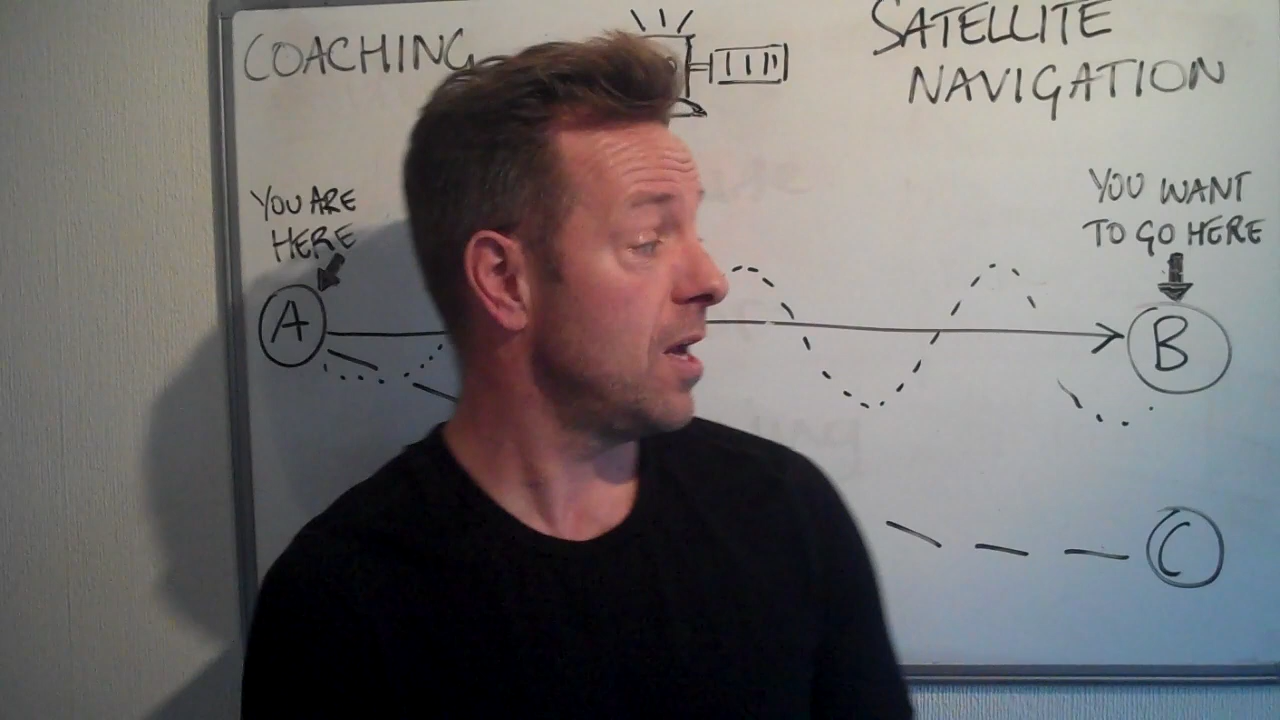 COACHING
SATELLITE
NAVIGATION
YOU ARE
HERE
YOU WANT
TO GO HERE
A
B
C